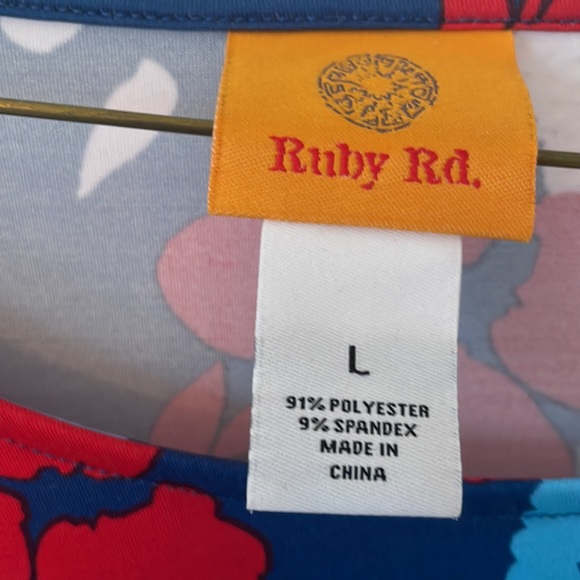 Ruby Rd.
L
91% POLYESTER
9% SPANDEX
MADE IN
CHINA